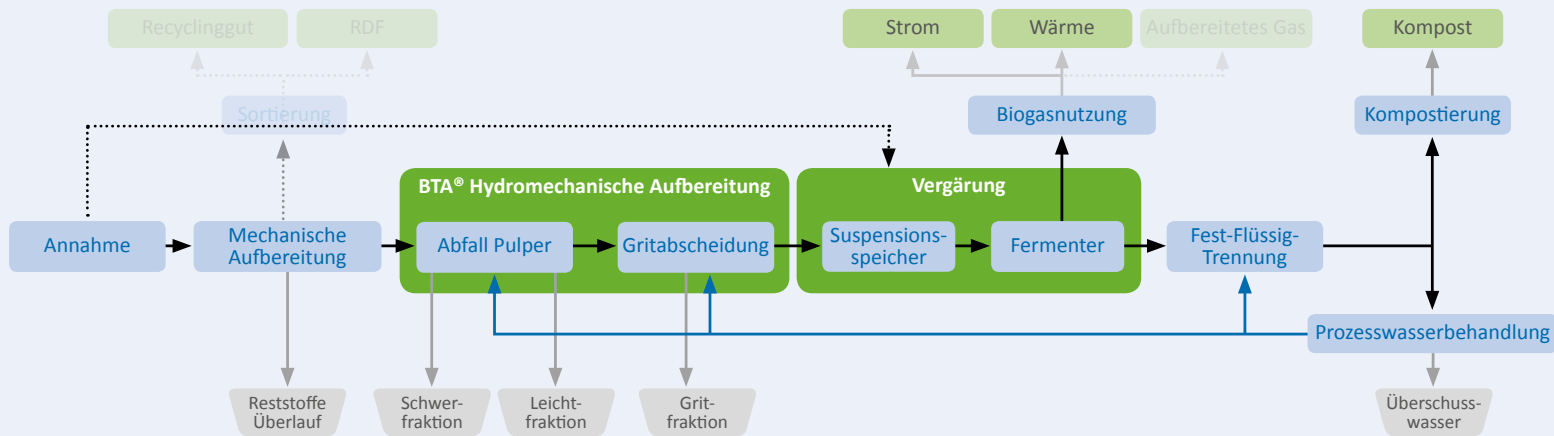 Recyclinggut
RDF
Strom
Wärme
Aufbereitetes Gas
Kompost
Sortierung
Biogasnutzung
Kompostierung
BTA® Hydromechanische Aufbereitung
Vergärung
Annahme
Mechanische
Aufbereitung
Abfall Pulper
Gritabscheidung
Suspensions-
speicher
Fermenter
Fest-Flüssig-
Trennung
Prozesswasserbehandlung
Reststoffe
Überlauf
Schwer-
fraktion
Leicht-
fraktion
Grit-
fraktion
Überschuss-
wasser